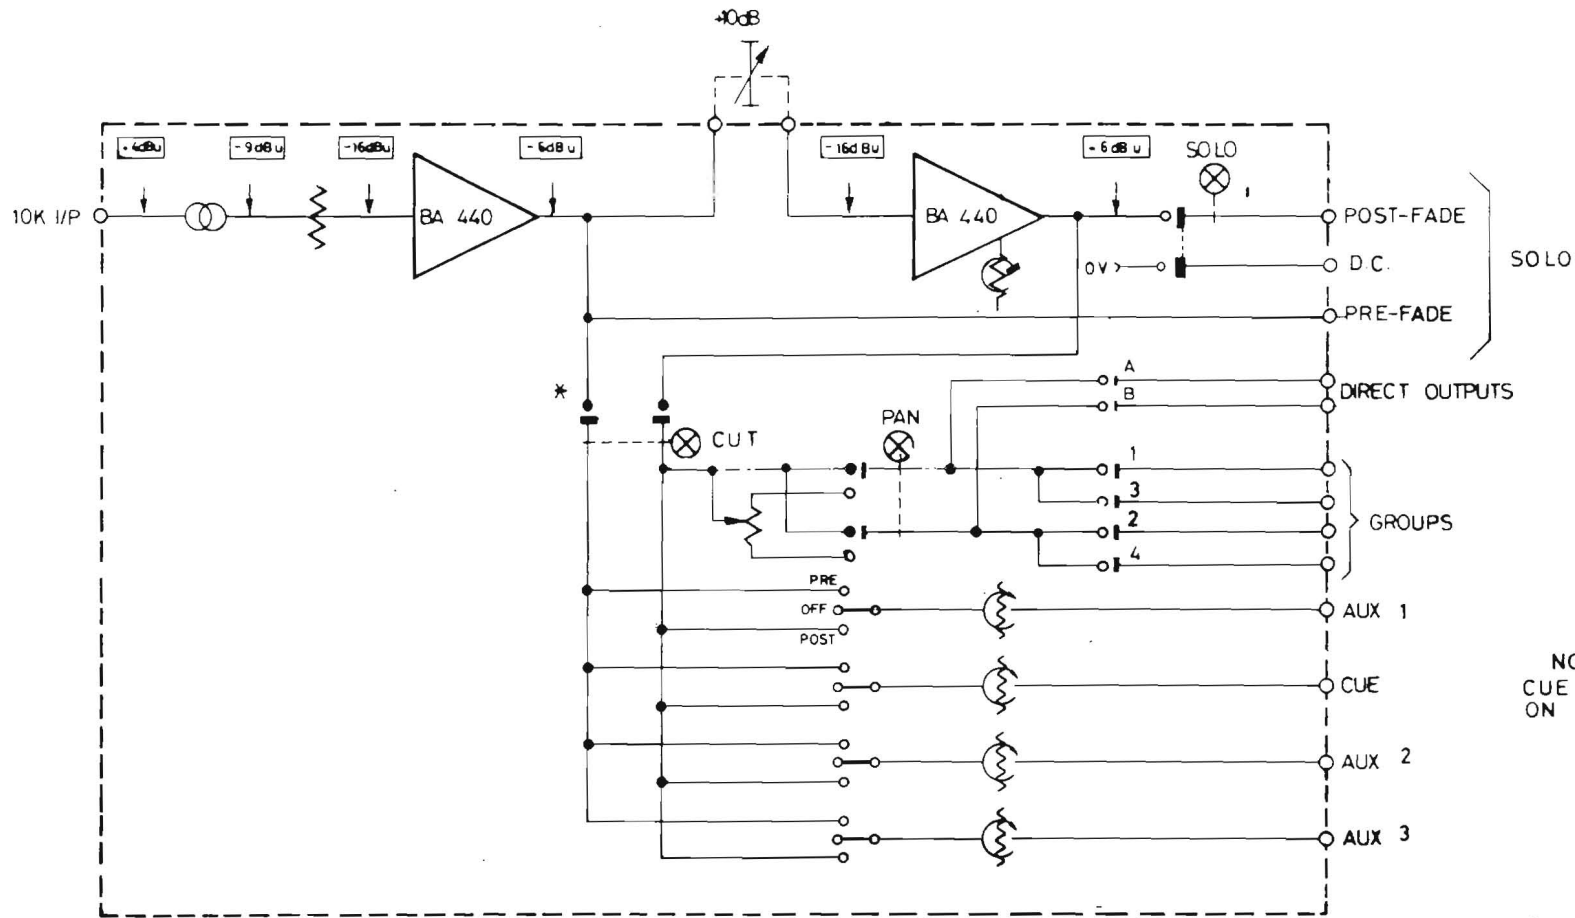 +10dB
+4dBu
-9dBu
-16dBu
-6dBu
-16dBu
-6dBu
SOLO
10K I/P
BA 440
BA 440
POST-FADE
0V
D.C.
SOLO
PRE-FADE
*
A
B
DIRECT OUTPUTS
PAN
CUT
1
3
2
4
GROUPS
PRE
OFF
POST
AUX 1
CUE
NO
CUE
ON
AUX 2
AUX 3